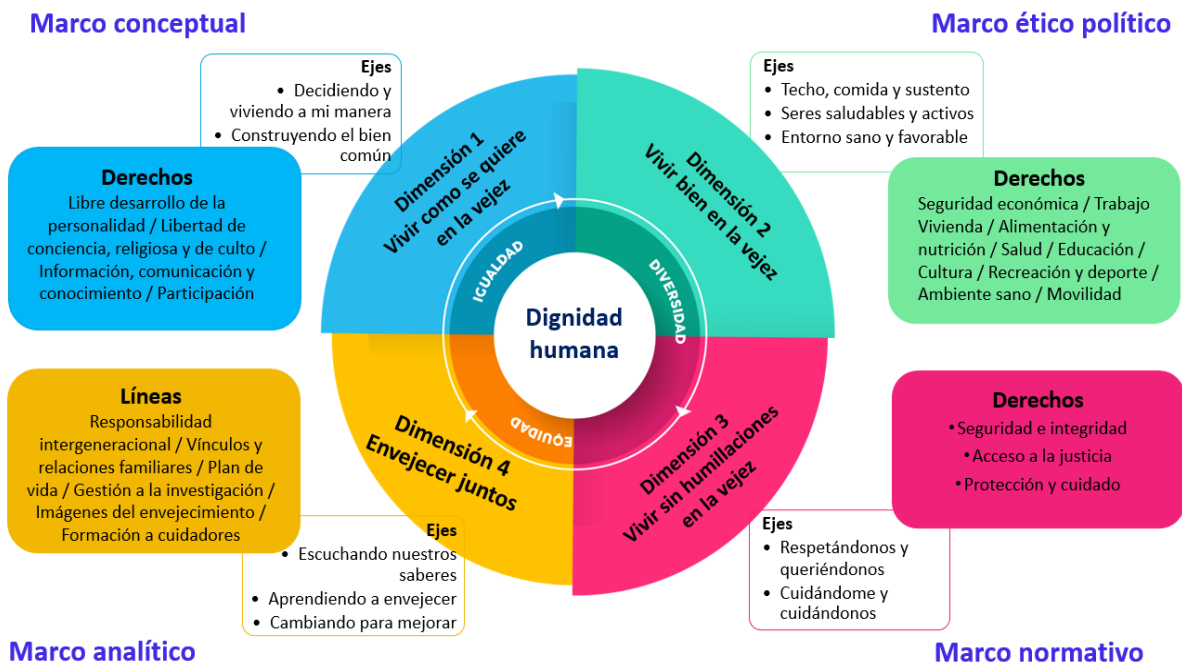 Marco conceptual
Marco ético político
Ejes
• Decidiendo y
viviendo a mi manera
• Construyendo el bien
común
Derechos
Libre desarrollo de la
personalidad / Libertad de
conciencia, religiosa y de culto /
Información, comunicación y
conocimiento / Participación
Dimensión 1
Vivir como se quiere
en la vejez
IGUALDAD
Dimensión 2
Vivir bien en la
vejez
DIVERSIDAD
Ejes
• Techo, comida y sustento
• Seres saludables y activos
• Entorno sano y favorable
Derechos
Seguridad económica / Trabajo
Vivienda / Alimentación y
nutrición / Salud / Educación /
Cultura / Recreación y deporte /
Ambiente sano / Movilidad
Dignidad
humana
Líneas
Responsabilidad
intergeneracional / Vínculos y
relaciones familiares / Plan de
vida / Gestión a la investigación /
Imágenes del envejecimiento /
Formación a cuidadores
Ejes
• Escuchando nuestros
saberes
• Aprendiendo a envejecer
• Cambiando para mejorar
Dimensión 4
Envejecer juntos
EQUIDAD
Dimensión 3
Vivir sin humillaciones
en la vejez
Derechos
• Seguridad e integridad
• Acceso a la justicia
• Protección y cuidado
Ejes
• Respetándonos y
queriéndonos
• Cuidándome y
cuidándonos
Marco analítico
Marco normativo